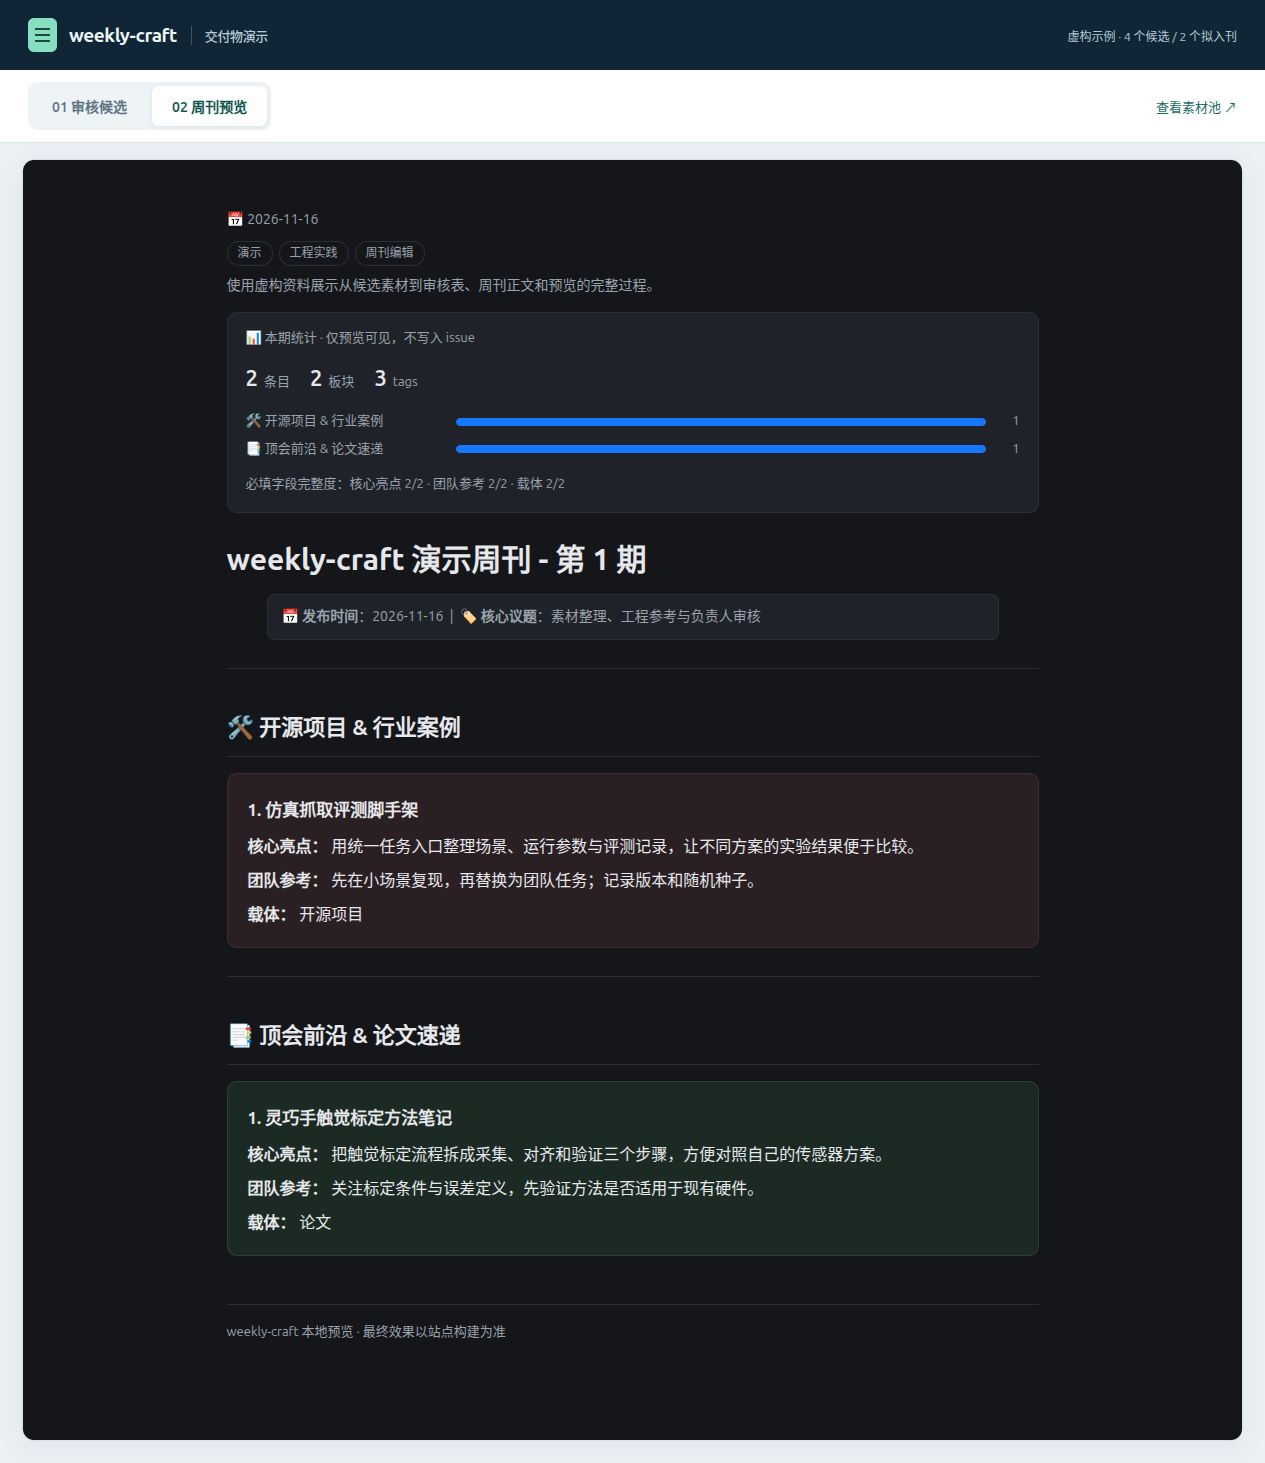 weekly-craft 交付物演示
虚构示例 · 4 个候选 / 2 个拟入刊
01 审核候选
02 周刊预览
查看素材池 ↗
📅 2026-11-16
演示 工程实践 周刊编辑
使用虚构资料展示从候选素材到审核表、周刊正文和预览的完整过程。
📊 本期统计 · 仅预览可见，不写入 issue
2 条目 2 板块 3 tags
🛠️ 开源项目 & 行业案例 1
📑 顶会前沿 & 论文速递 1
必填字段完整度：核心亮点 2/2 · 团队参考 2/2 · 载体 2/2
weekly-craft 演示周刊 - 第 1 期
📅 发布时间：2026-11-16 | 🏷️ 核心议题：素材整理、工程参考与负责人审核
🛠️ 开源项目 & 行业案例
1. 仿真抓取评测脚手架
核心亮点： 用统一任务入口整理场景、运行参数与评测记录，让不同方案的实验结果便于比较。
团队参考： 先在小场景复现，再替换为团队任务；记录版本和随机种子。
载体： 开源项目
📑 顶会前沿 & 论文速递
1. 灵巧手触觉标定方法笔记
核心亮点： 把触觉标定流程拆成采集、对齐和验证三个步骤，方便对照自己的传感器方案。
团队参考： 关注标定条件与误差定义，先验证方法是否适用于现有硬件。
载体： 论文
weekly-craft 本地预览 · 最终效果以站点构建为准